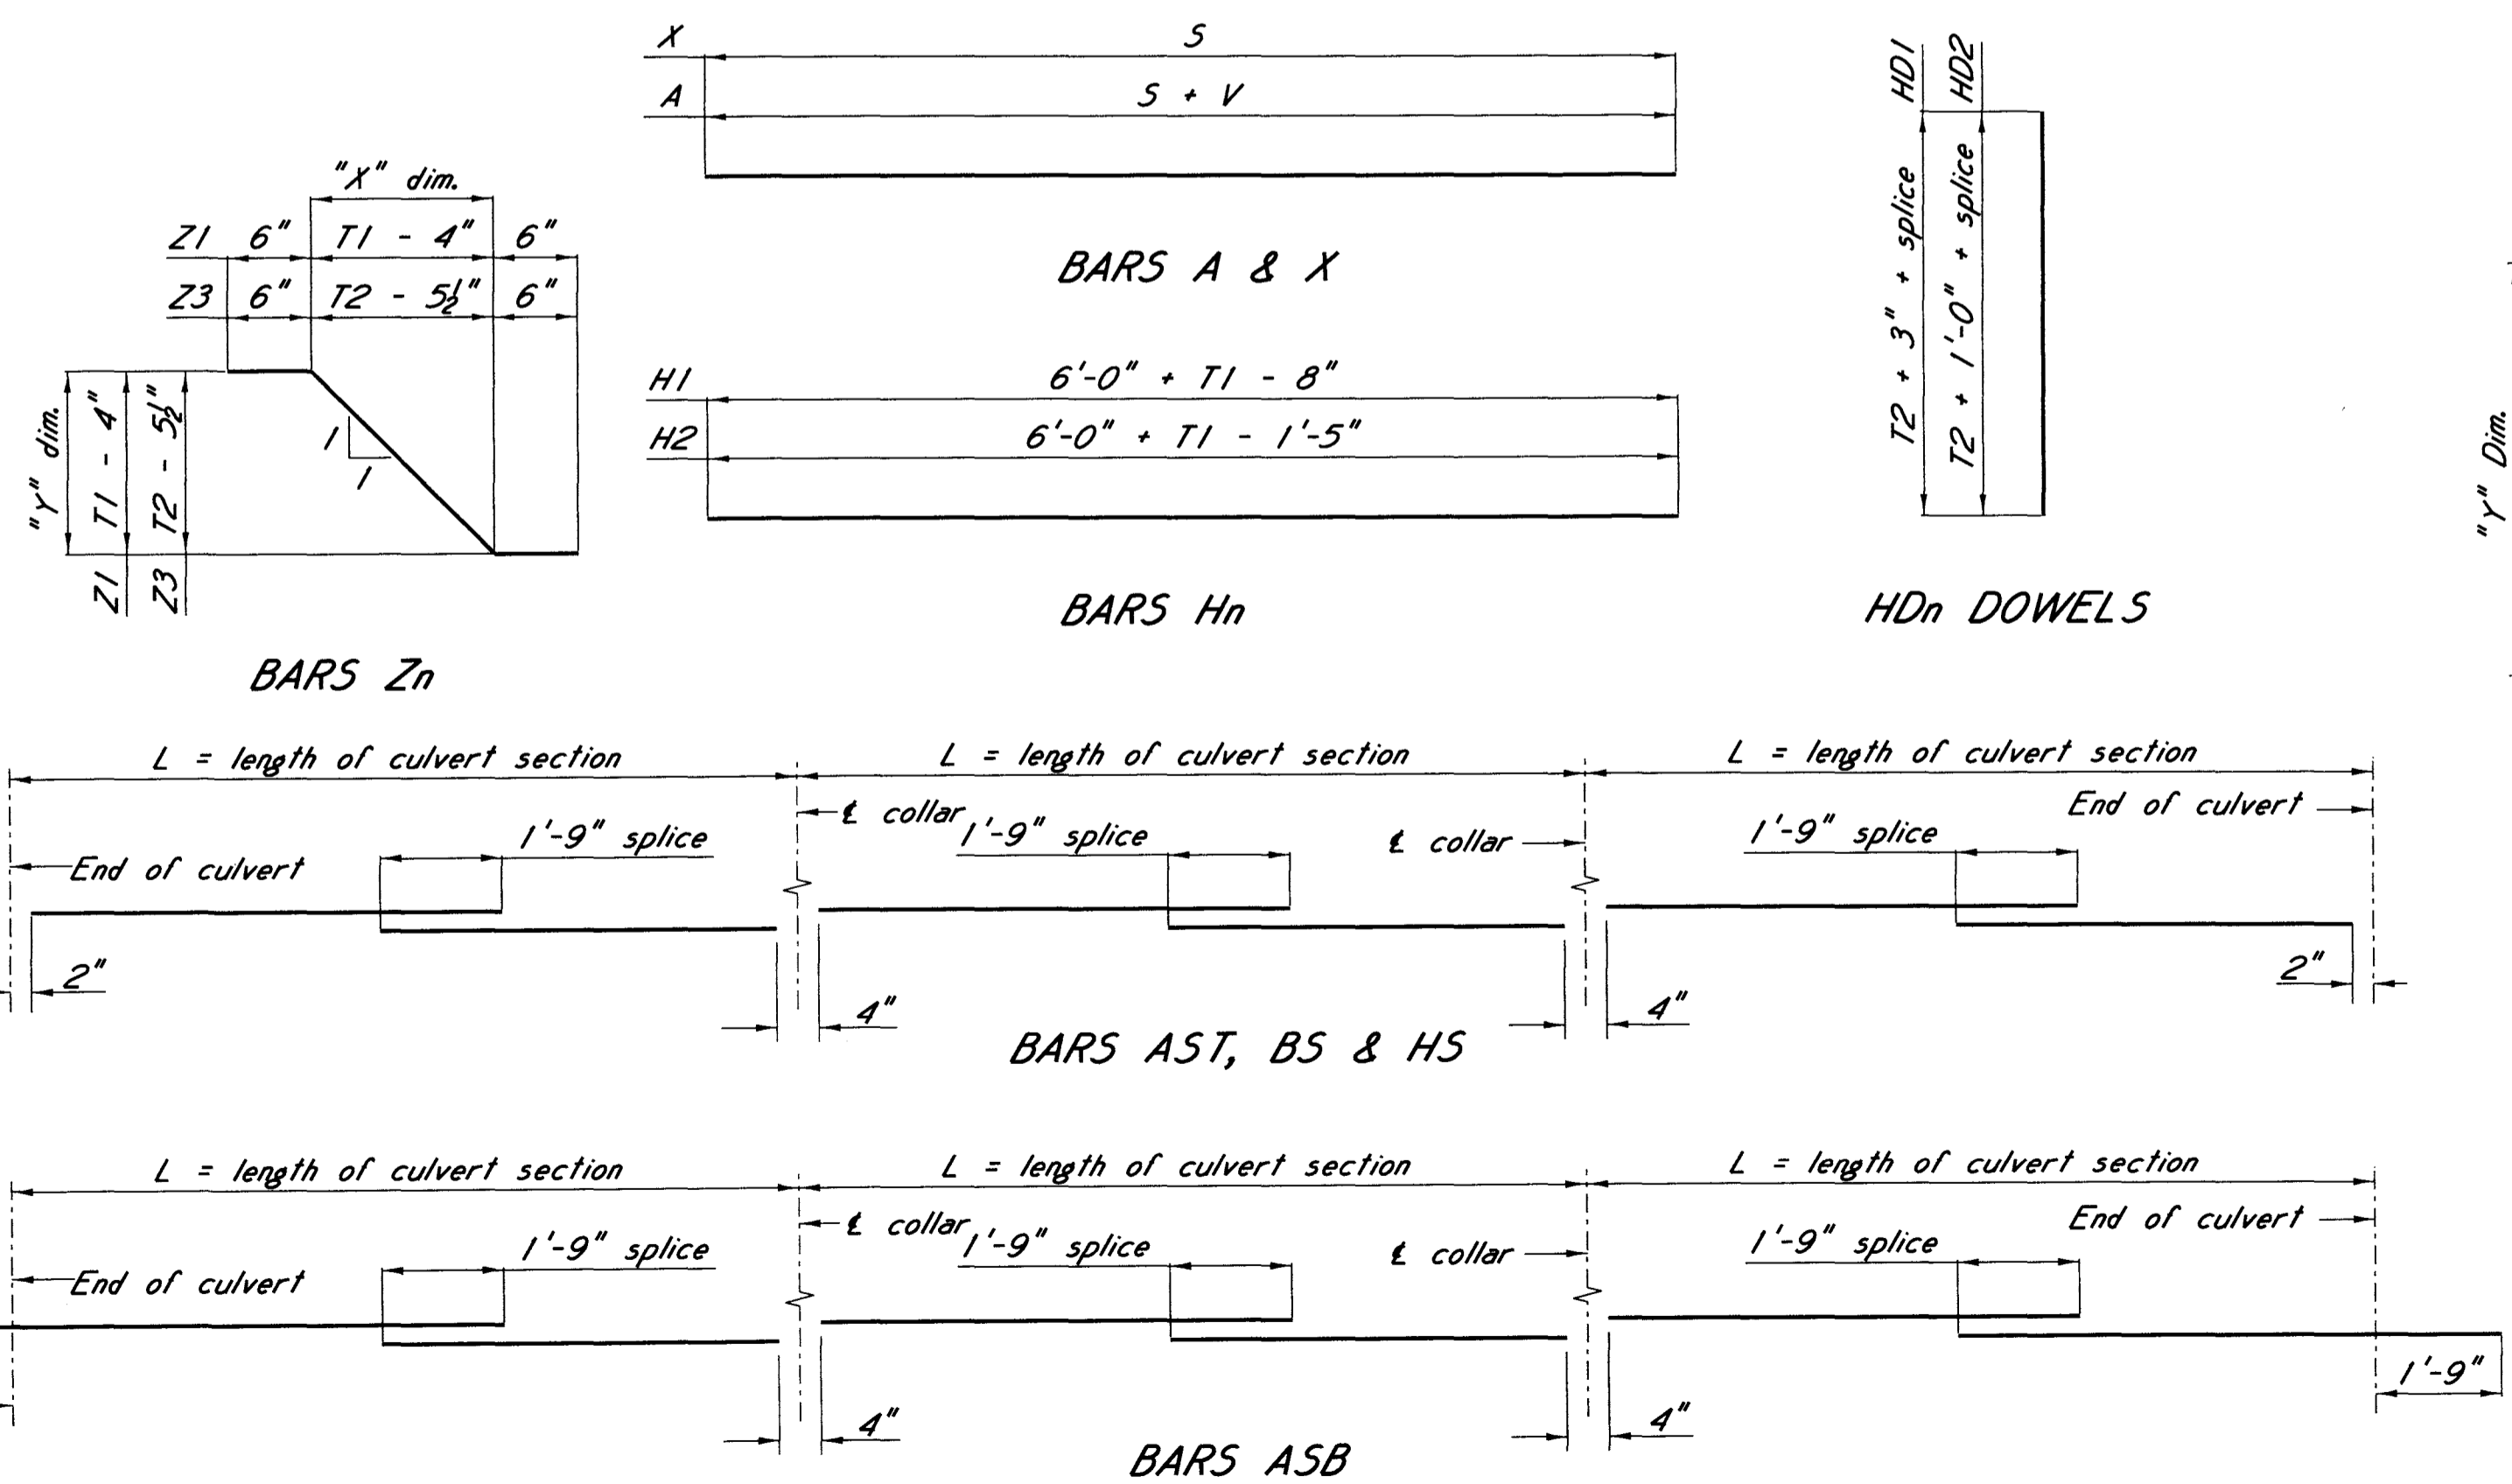 X S
A S + V
BARS A & X
"X" dim.
Z1 6" T1 - 4" 6"
Z3 6" T2 - 5½" 6"
"Y" dim.
Z1 T1 - 4"
Z3 T2 - 5½"
1
1
BARS Zn
H1 6'-0" + T1 - 8"
H2 6'-0" + T1 - 1'-5"
BARS Hn
T2 + 3" + splice HD1
T2 + 1'-0" + splice HD2
HDn DOWELS
"Y" Dim.
L = length of culvert section L = length of culvert section L = length of culvert section
℄ collar End of culvert
1'-9" splice 1'-9" splice ℄ collar 1'-9" splice
End of culvert
2" 2"
4" 4"
BARS AST, BS & HS
L = length of culvert section L = length of culvert section L = length of culvert section
℄ collar End of culvert
1'-9" splice 1'-9" splice ℄ collar 1'-9" splice
End of culvert
1'-9"
4" 4"
BARS ASB